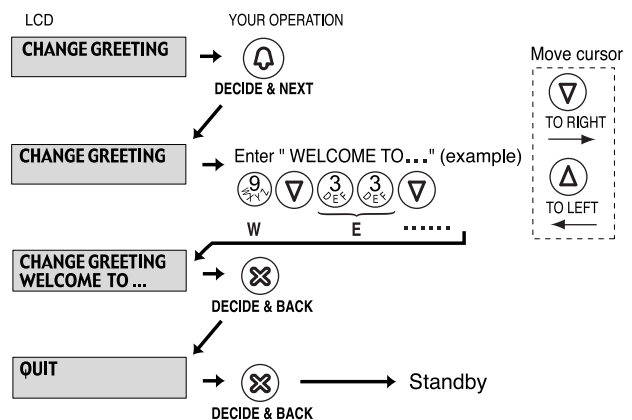 LCD
YOUR OPERATION
CHANGE GREETING
DECIDE & NEXT
Move cursor
TO RIGHT
TO LEFT
CHANGE GREETING
Enter " WELCOME TO..." (example)
9 WXYZ 3 DEF 3 DEF
W E ......
CHANGE GREETING
WELCOME TO ...
DECIDE & BACK
QUIT
Standby
DECIDE & BACK